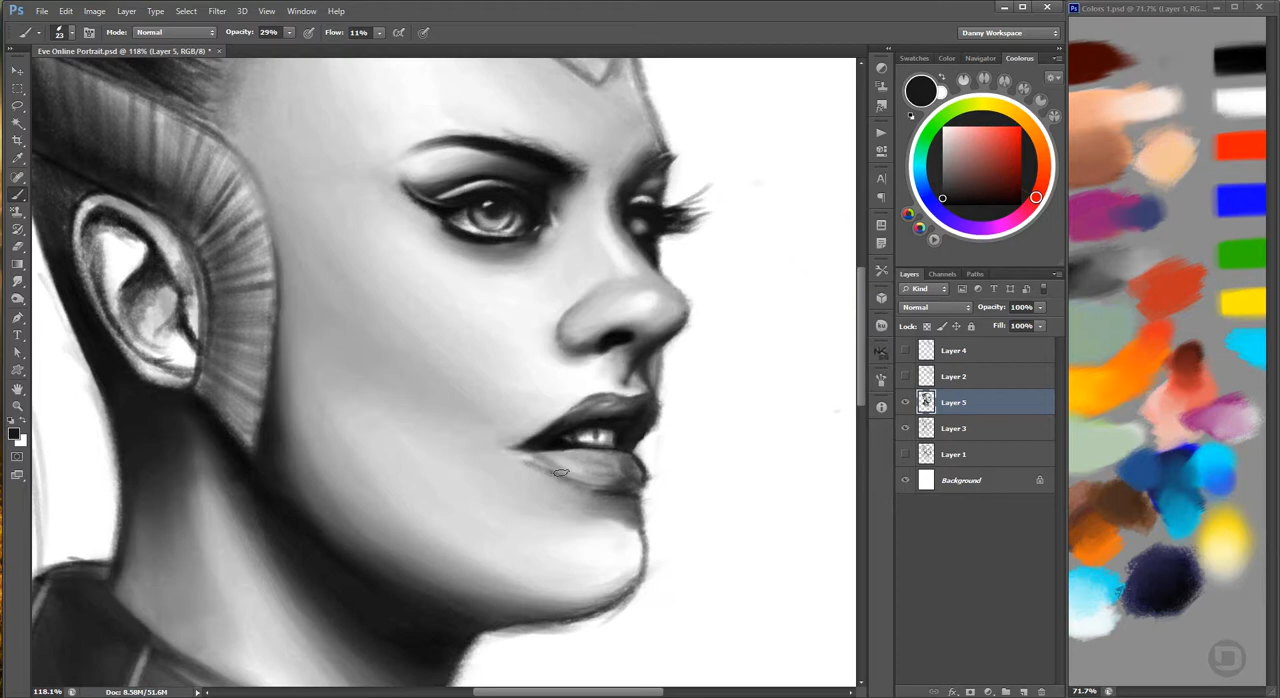 Ps File Edit Image Layer Type Select Filter 3D View Window Help
Ps Colors 1.psd @ 71.7% (Layer 1, RG...
23 Mode: Normal Opacity: 29% Flow: 11% Danny Workspace
Eve Online Portrait.psd @ 118% (Layer 5, RGB/8) * ×
Swatches Color Navigator Coolorus
Layers Channels Paths
Kind
Normal Opacity: 100%
Lock: Fill: 100%
Layer 4
Layer 2
Layer 5
Layer 3
Layer 1
Background
118.1% Doc: 8.58M/51.6M
71.7%